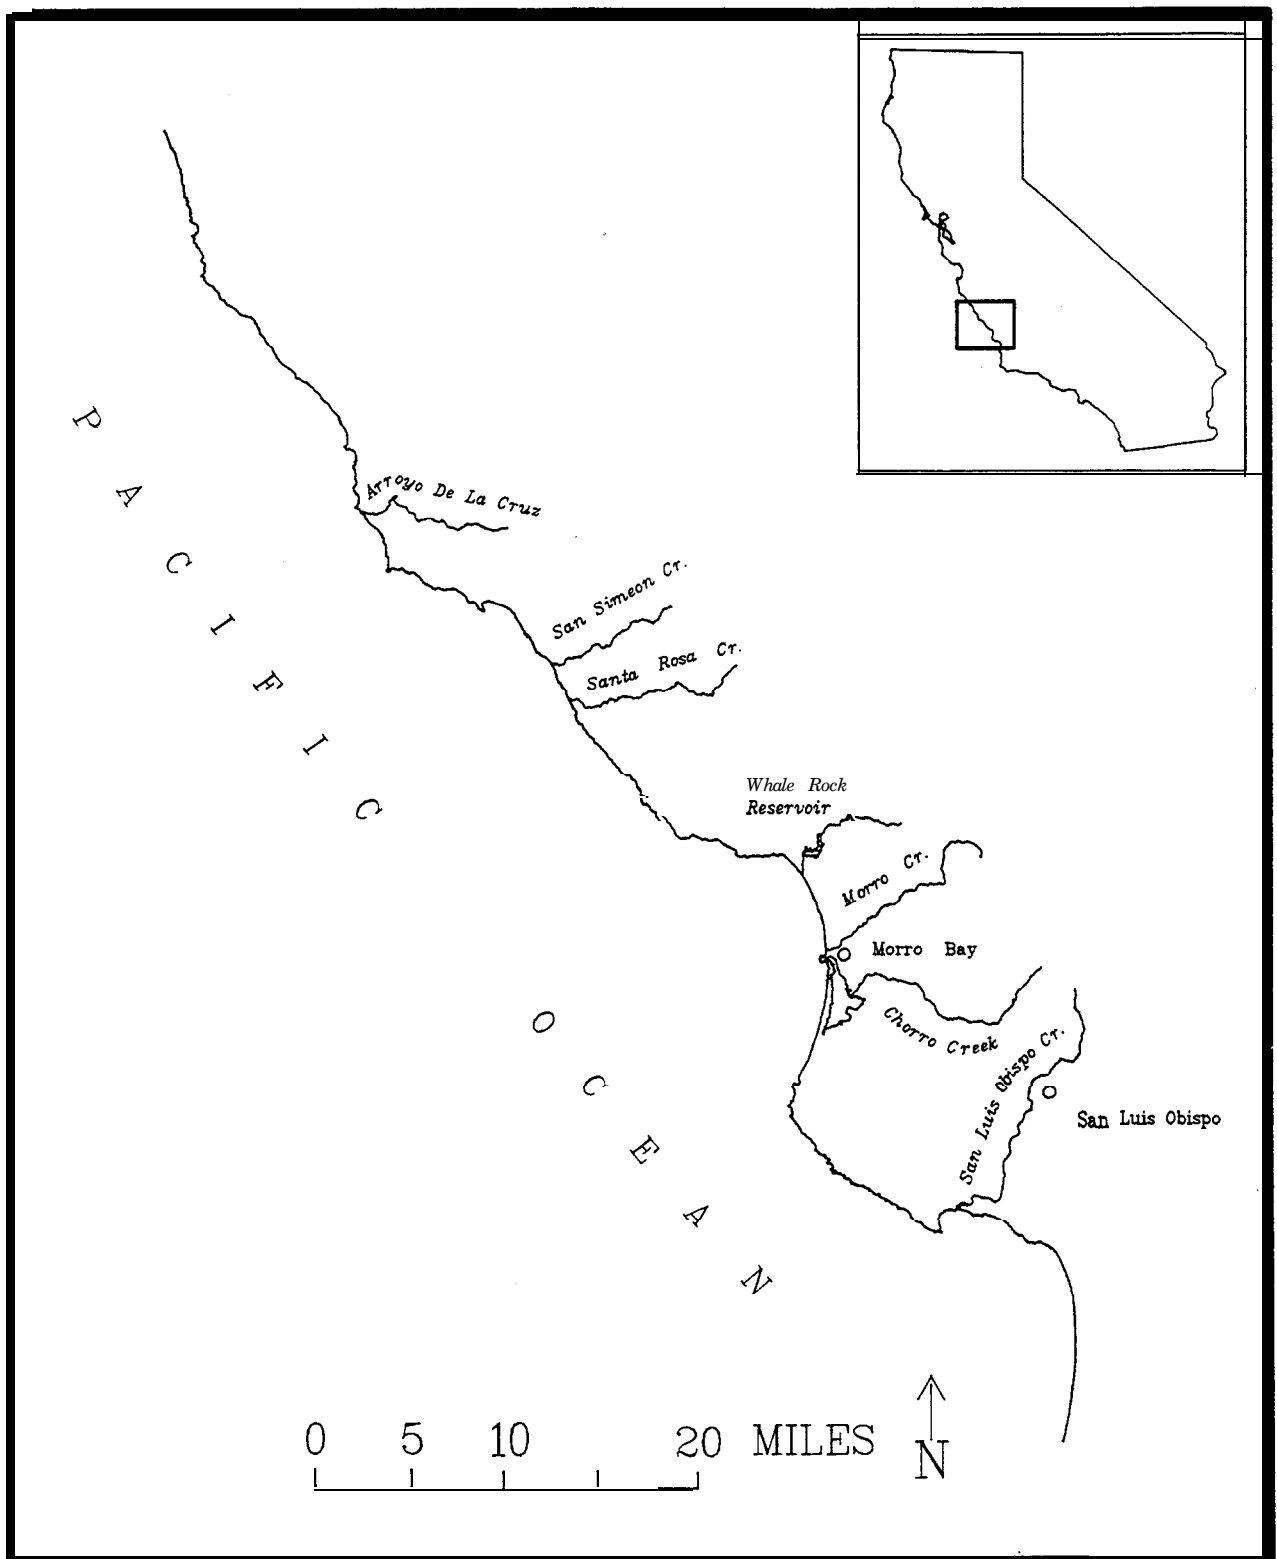 PACIFIC
Arroyo De La Cruz
San Simeon Cr.
Santa Rosa Cr.
Whale Rock
Reservoir
Morro Cr.
Morro Bay
Chorro Creek
San Luis Obispo Cr.
San Luis Obispo
OCEAN
0 5 10 20 MILES
N